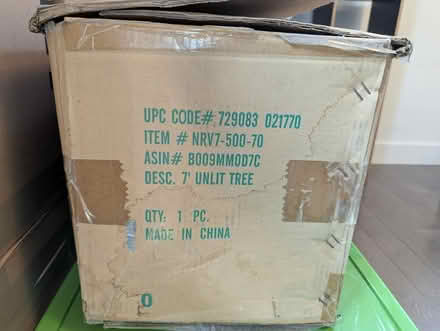 UPC CODE# 729083 021770
ITEM # NRV7-500-70
ASIN# B009MMOD7C
DESC. 7' UNLIT TREE
QTY: 1 PC.
MADE IN CHINA
0